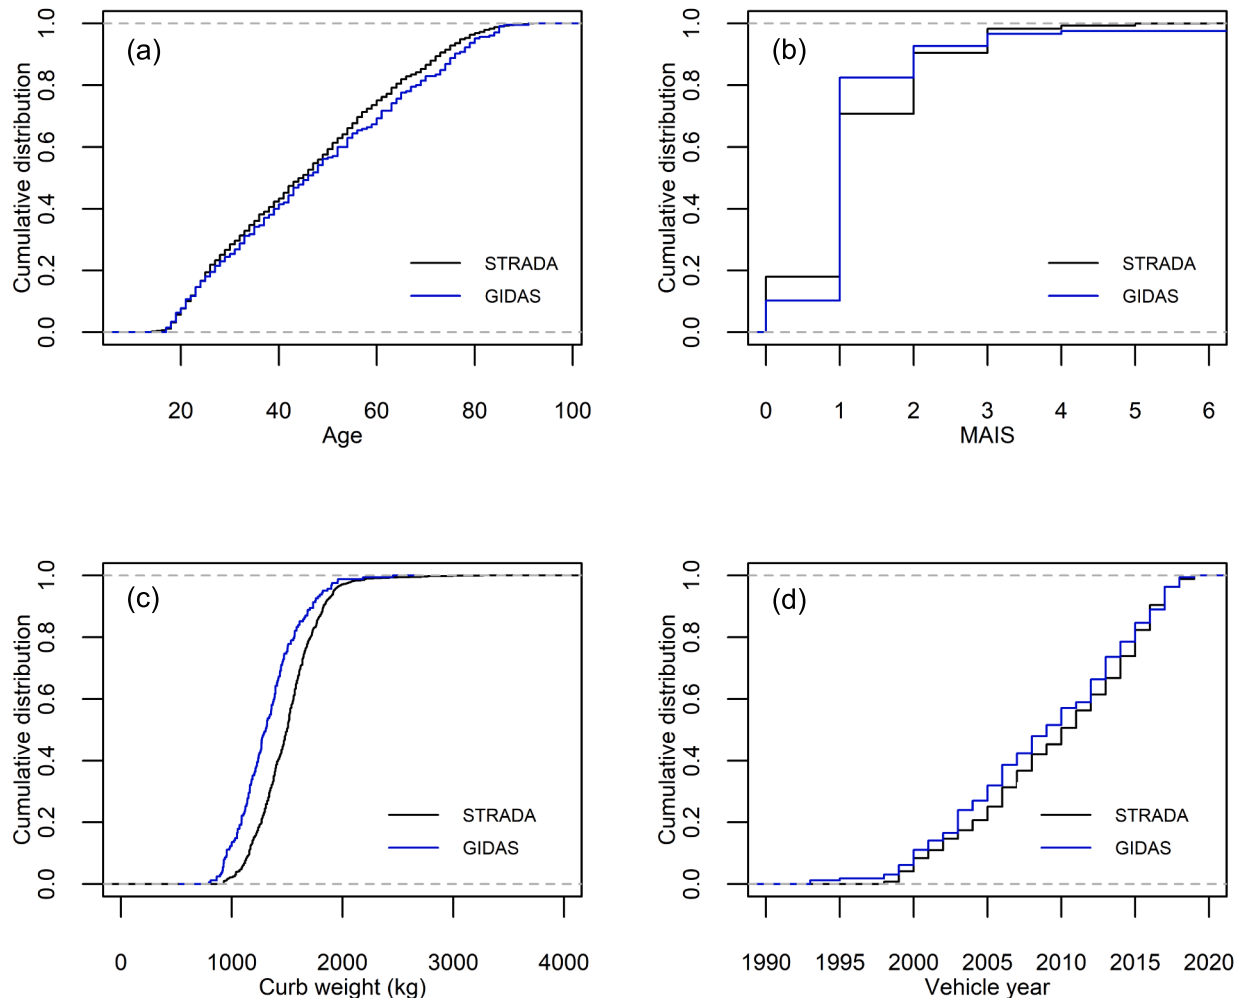 (a)
Cumulative distribution
0.0 0.2 0.4 0.6 0.8 1.0
STRADA
GIDAS
20 40 60 80 100
Age
(b)
Cumulative distribution
0.0 0.2 0.4 0.6 0.8 1.0
STRADA
GIDAS
0 1 2 3 4 5 6
MAIS
(c)
Cumulative distribution
0.0 0.2 0.4 0.6 0.8 1.0
STRADA
GIDAS
0 1000 2000 3000 4000
Curb weight (kg)
(d)
Cumulative distribution
0.0 0.2 0.4 0.6 0.8 1.0
STRADA
GIDAS
1990 1995 2000 2005 2010 2015 2020
Vehicle year